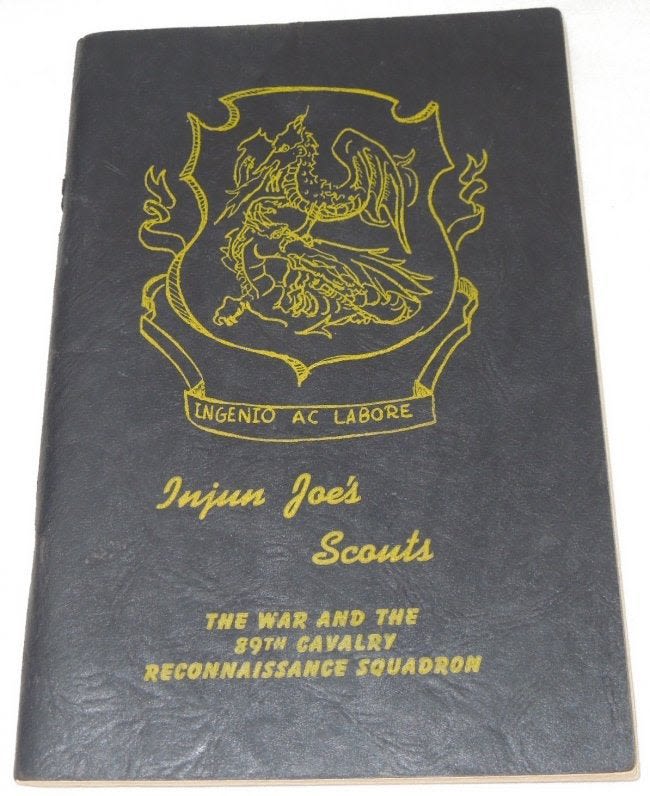 INGENIO AC LABORE
Injun Joe's
Scouts
THE WAR AND THE
89TH CAVALRY
RECONNAISSANCE SQUADRON